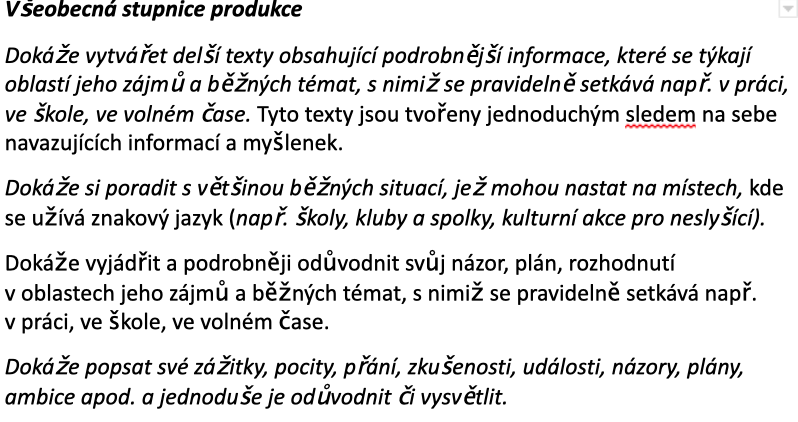 Všeobecná stupnice produkce
Dokáže vytvářet delší texty obsahující podrobnější informace, které se týkají
oblastí jeho zájmů a běžných témat, s nimiž se pravidelně setkává např. v práci,
ve škole, ve volném čase. Tyto texty jsou tvořeny jednoduchým sledem na sebe
navazujících informací a myšlenek.
Dokáže si poradit s většinou běžných situací, jež mohou nastat na místech, kde
se užívá znakový jazyk (např. školy, kluby a spolky, kulturní akce pro neslyšící).
Dokáže vyjádřit a podrobněji odůvodnit svůj názor, plán, rozhodnutí
v oblastech jeho zájmů a běžných témat, s nimiž se pravidelně setkává např.
v práci, ve škole, ve volném čase.
Dokáže popsat své zážitky, pocity, přání, zkušenosti, události, názory, plány,
ambice apod. a jednoduše je odůvodnit či vysvětlit.